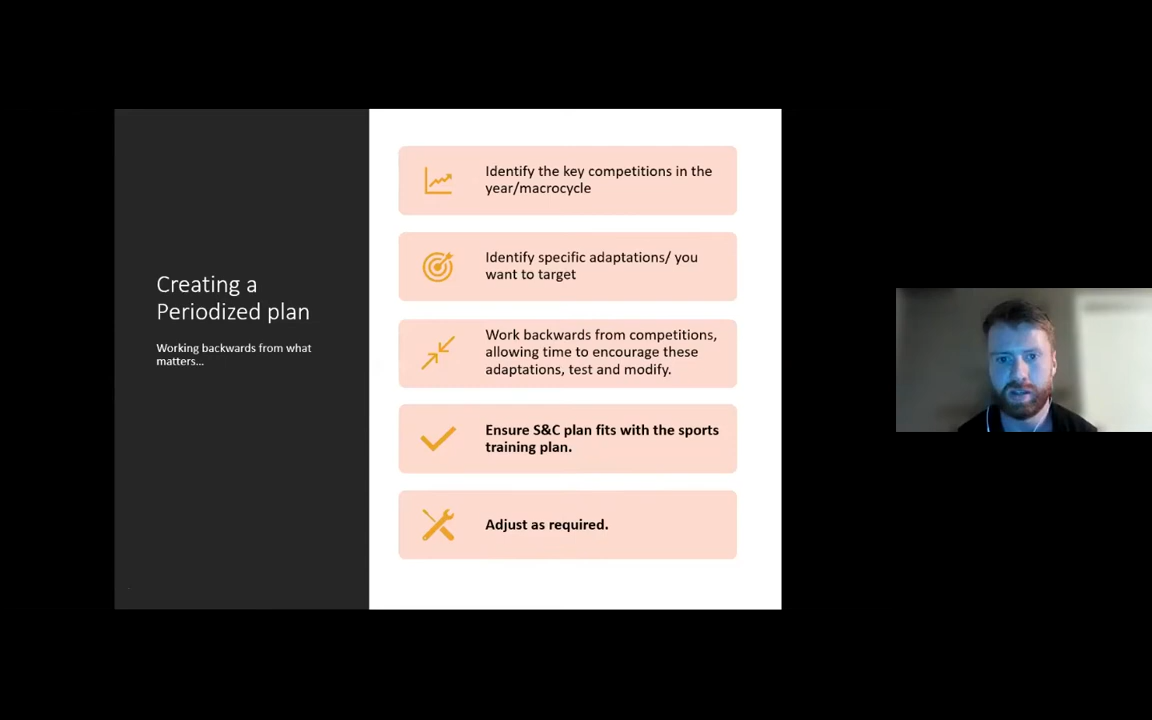 Creating a
Periodized plan
Working backwards from what
matters...
Identify the key competitions in the
year/macrocycle
Identify specific adaptations/ you
want to target
Work backwards from competitions,
allowing time to encourage these
adaptations, test and modify.
Ensure S&C plan fits with the sports
training plan.
Adjust as required.